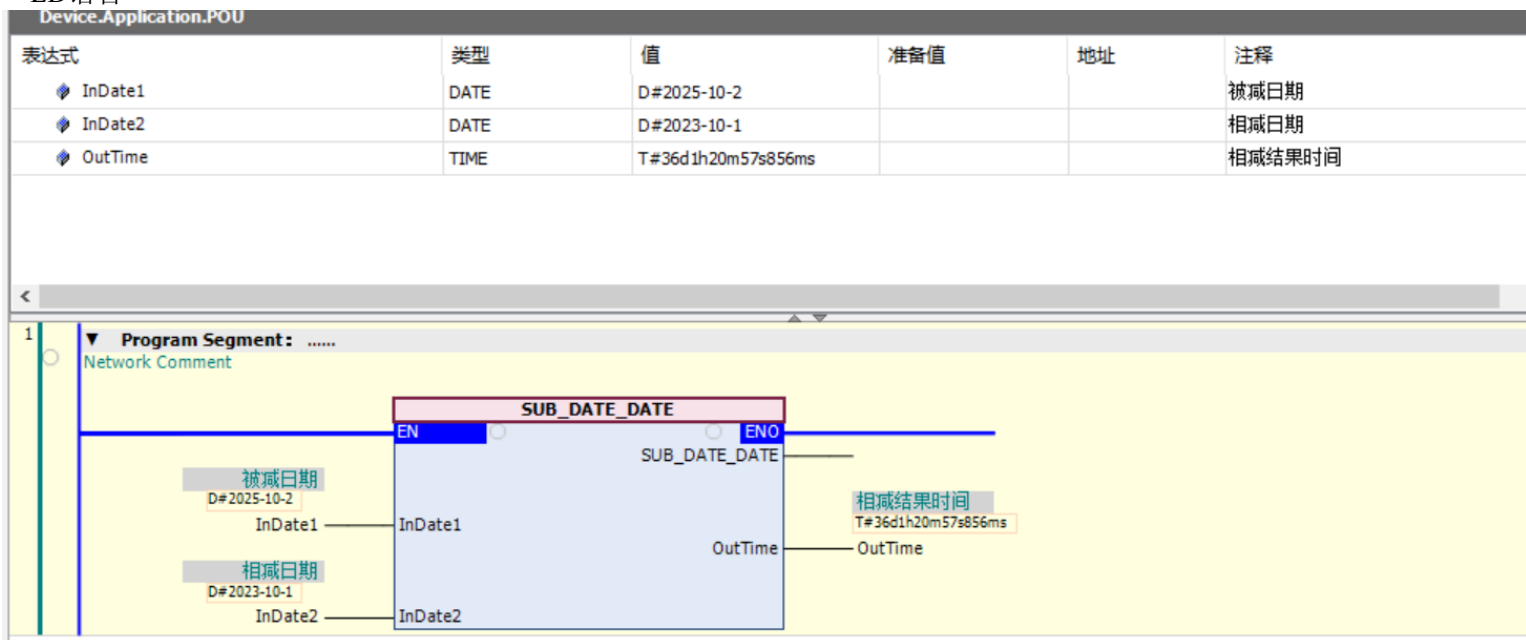 LD语言
Device.Application.POU
表达式 类型 值 准备值 地址 注释
InDate1 DATE D#2025-10-2 被减日期
InDate2 DATE D#2023-10-1 相减日期
OutTime TIME T#36d1h20m57s856ms 相减结果时间
1 ▼ Program Segment: ......
Network Comment
SUB_DATE_DATE
EN ENO
SUB_DATE_DATE
被减日期
D#2025-10-2
InDate1 InDate1
相减结果时间
T#36d1h20m57s856ms
OutTime OutTime
相减日期
D#2023-10-1
InDate2 InDate2